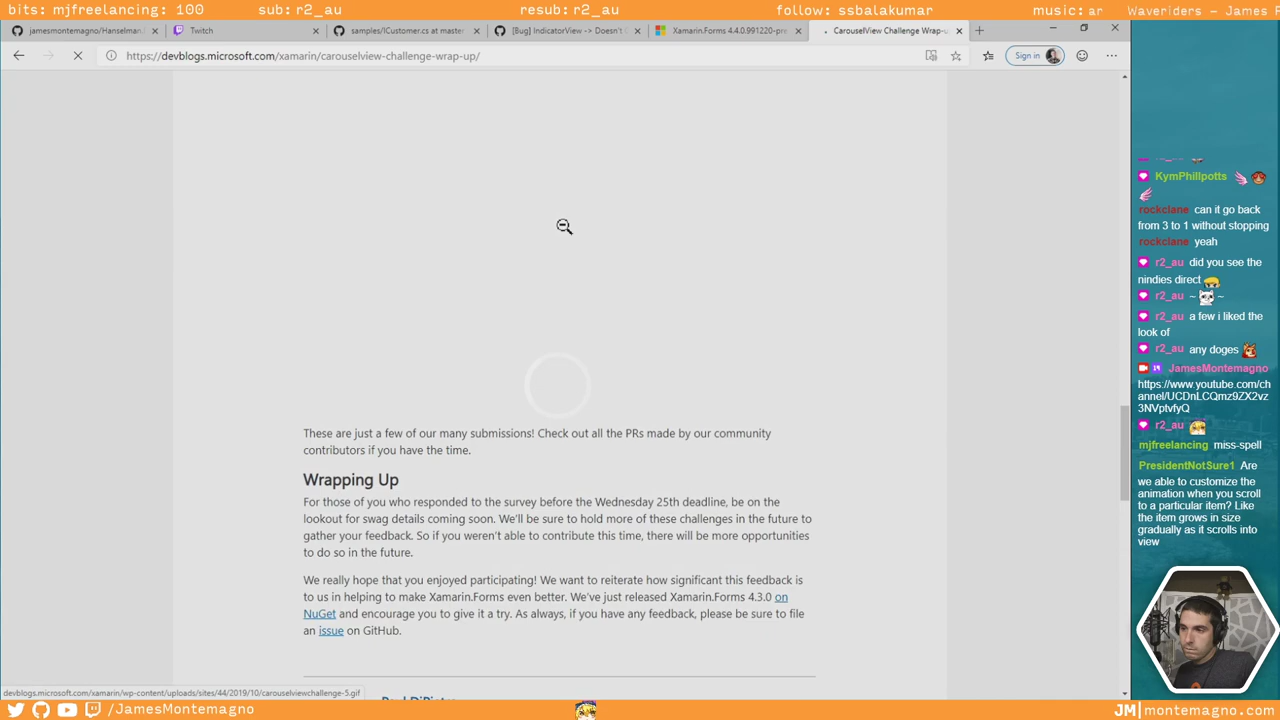 bits: mjfreelancing: 100
sub: r2_au
resub: r2_au
follow: ssbalakumar
music: ar
Waveriders - James F
jamesmontemagno/Hanselman.
Twitch
samples/ICustomer.cs at master
[Bug] IndicatorView -> Doesn't
Xamarin.Forms 4.4.0.991220-pr
CarouselView Challenge Wrap-u
https://devblogs.microsoft.com/xamarin/carouselview-challenge-wrap-up/
Sign in
These are just a few of our many submissions! Check out all the PRs made by our community
contributors if you have the time.
Wrapping Up
For those of you who responded to the survey before the Wednesday 25th deadline, be on the
lookout for swag details coming soon. We'll be sure to hold more of these challenges in the future to
gather your feedback. So if you weren't able to contribute this time, there will be more opportunities
to do so in the future.
We really hope that you enjoyed participating! We want to reiterate how significant this feedback is
to us in helping to make Xamarin.Forms even better. We've just released Xamarin.Forms 4.3.0 on
NuGet and encourage you to give it a try. As always, if you have any feedback, please be sure to file
an issue on GitHub.
devblogs.microsoft.com/xamarin/wp-content/uploads/sites/44/2019/10/carouselviewchallenge-5.gif
KymPhillpotts
rockclane can it go back
from 3 to 1 without stopping
rockclane yeah
r2_au did you see the
nindies direct
r2_au ~ ~
r2_au a few i liked the
look of
r2_au any doges
JamesMontemagno
https://www.youtube.com/ch
annel/UCDnLCQmz9ZX2vz
3NVptvfyQ
r2_au
mjfreelancing miss-spell
PresidentNotSure1 Are
we able to customize the
animation when you scroll
to a particular item? Like
the item grows in size
gradually as it scrolls into
view
/JamesMontemagno
JM montemagno.com